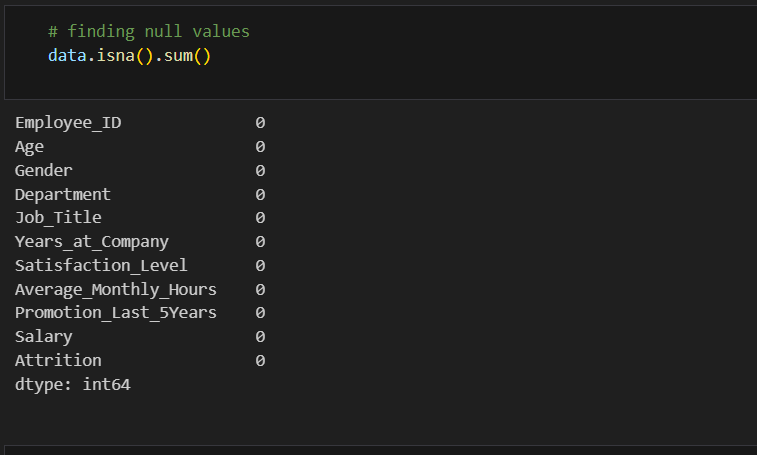 # finding null values
data.isna().sum()
Employee_ID 0
Age 0
Gender 0
Department 0
Job_Title 0
Years_at_Company 0
Satisfaction_Level 0
Average_Monthly_Hours 0
Promotion_Last_5Years 0
Salary 0
Attrition 0
dtype: int64